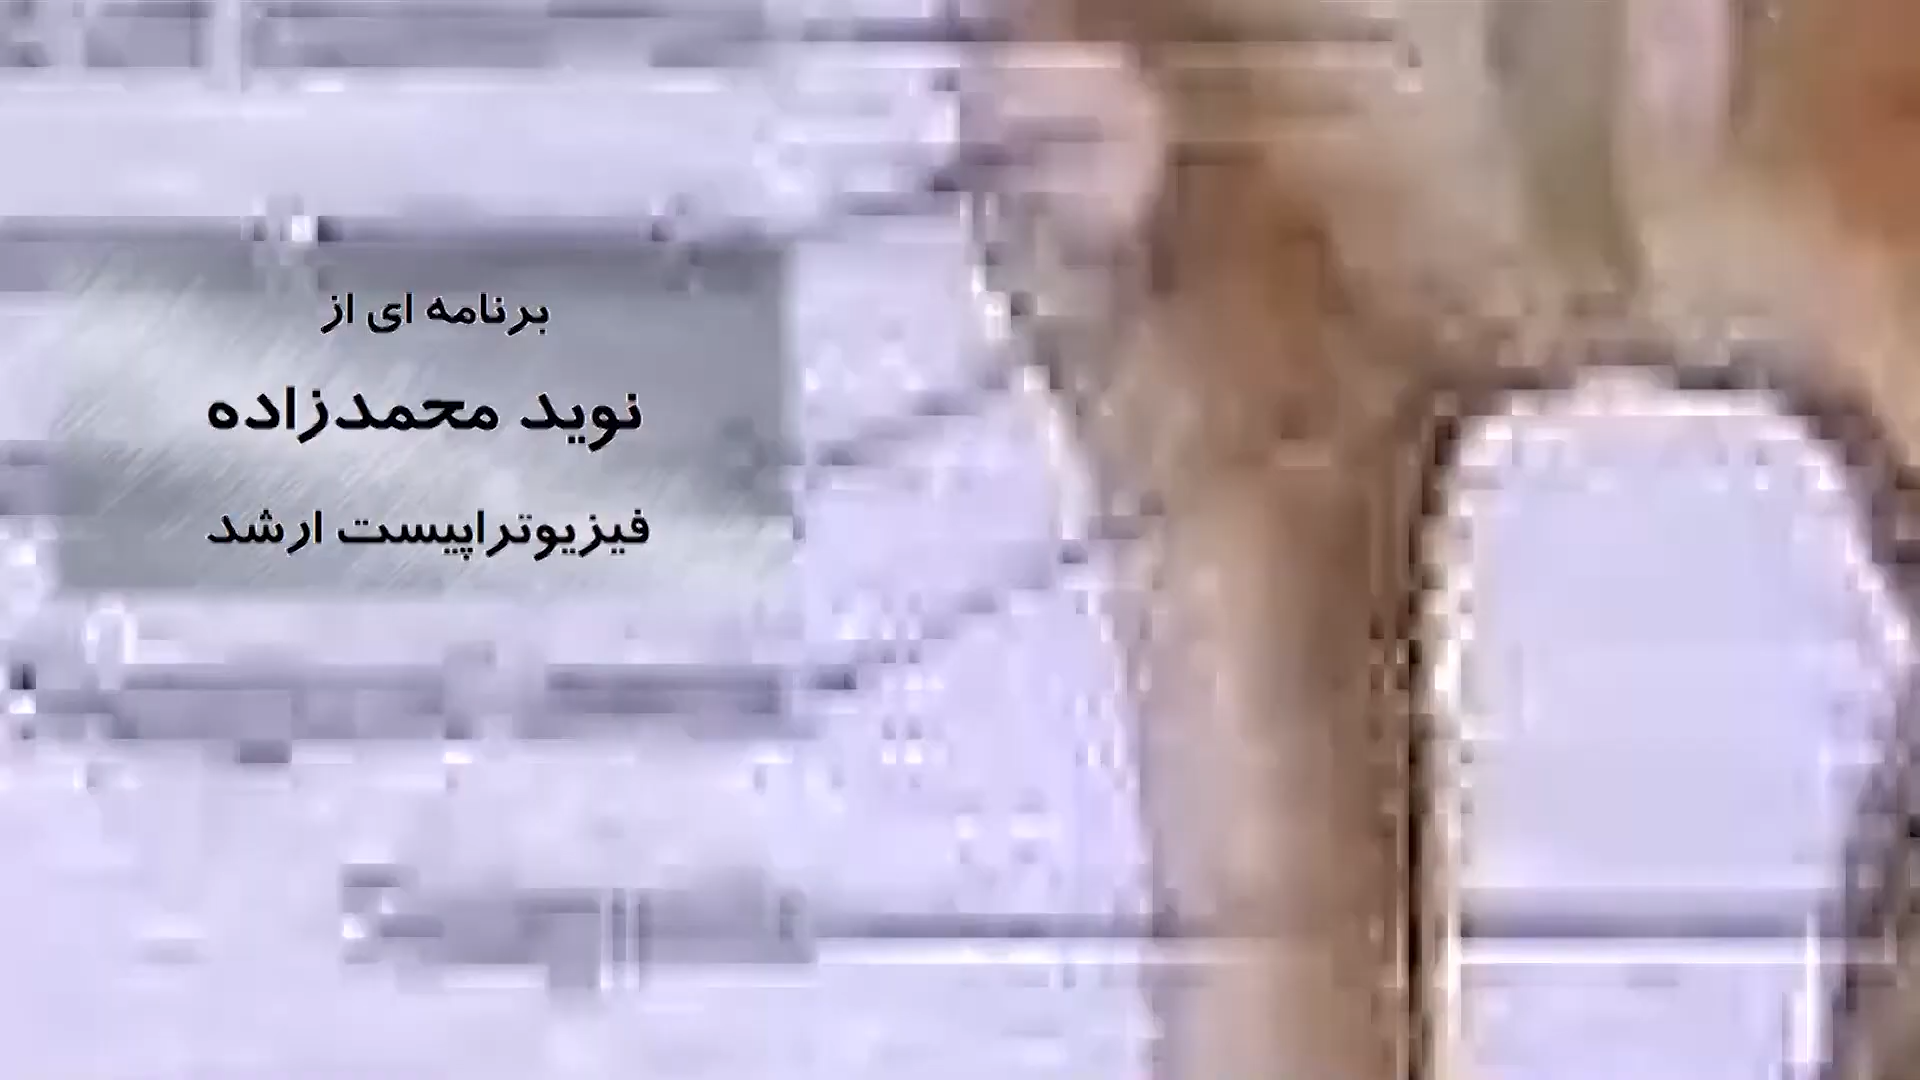 برنامه ای از
نوید محمدزاده
فیزیوتراپیست ارشد